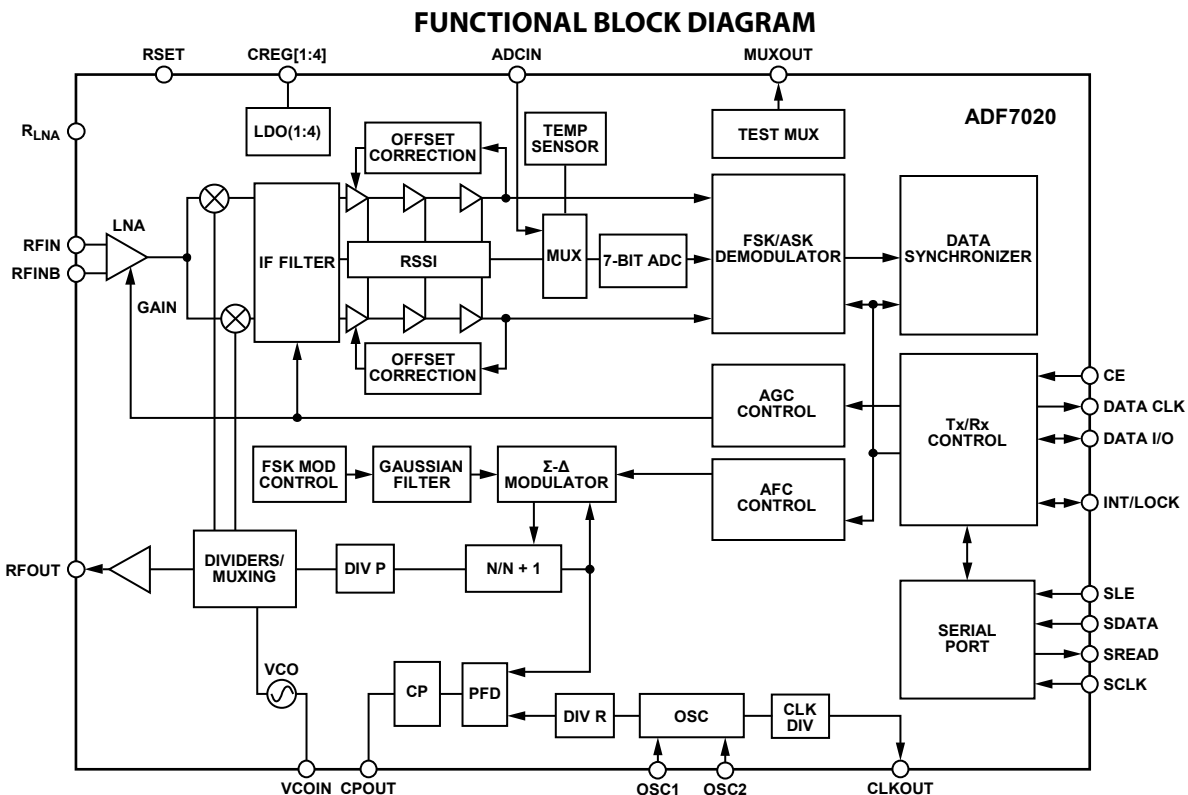 FUNCTIONAL BLOCK DIAGRAM
RSET
CREG[1:4]
ADCIN
MUXOUT
ADF7020
RLNA
LDO(1:4)
OFFSET
CORRECTION
TEMP
SENSOR
TEST MUX
LNA
RFIN
RFINB
GAIN
IF FILTER
RSSI
MUX
7-BIT ADC
FSK/ASK
DEMODULATOR
DATA
SYNCHRONIZER
OFFSET
CORRECTION
AGC
CONTROL
Tx/Rx
CONTROL
CE
DATA CLK
DATA I/O
INT/LOCK
FSK MOD
CONTROL
GAUSSIAN
FILTER
Σ-Δ
MODULATOR
AFC
CONTROL
RFOUT
DIVIDERS/
MUXING
DIV P
N/N + 1
SERIAL
PORT
SLE
SDATA
SREAD
SCLK
VCO
CP
PFD
DIV R
OSC
CLK
DIV
VCOIN
CPOUT
OSC1
OSC2
CLKOUT